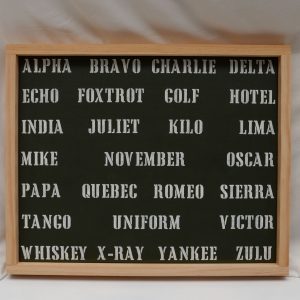 ALPHA BRAVO CHARLIE DELTA
ECHO FOXTROT GOLF HOTEL
INDIA JULIET KILO LIMA
MIKE NOVEMBER OSCAR
PAPA QUEBEC ROMEO SIERRA
TANGO UNIFORM VICTOR
WHISKEY X-RAY YANKEE ZULU